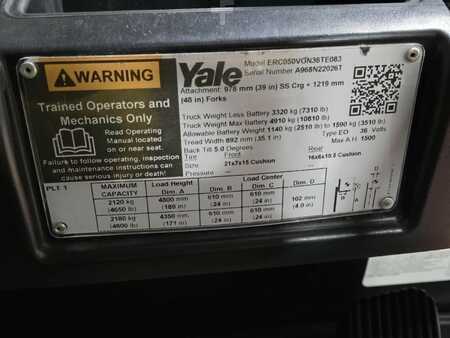 WARNING
Trained Operators and
Mechanics Only
Read Operating
Manual located
on or near seat.
Failure to follow operating, inspection
and maintenance instructions can
cause serious injury or death!
Yale
Model ERC050VGN36TE083
Serial Number A968N22026T
Attachment: 978 mm (39 in) SS Crg + 1219 mm
(48 in) Forks
Truck Weight Less Battery 3320 kg (7310 lb)
Truck Weight Max Battery 4910 kg (10810 lb)
Allowable Battery Weight 1140 kg (2510 lb) to 1590 kg (3510 lb)
Tread Width 892 mm (35.1 in) Type EO 36 Volts
Back Tilt 5.0 Degrees Max A H 1500
Front Rear
Tire Size 21x7x15 Cushion 16x6x10.5 Cushion
Pressure
PLT 1
MAXIMUM CAPACITY Load Height Dim. A Load Center Dim. B Dim. C Dim. D
2120 kg 4800 mm 610 mm 610 mm 102 mm
(4650 lb) (189 in) (24 in) (24 in) (4.0 in)
2180 kg 4350 mm 610 mm 610 mm
(4800 lb) (171 in) (24 in) (24 in)